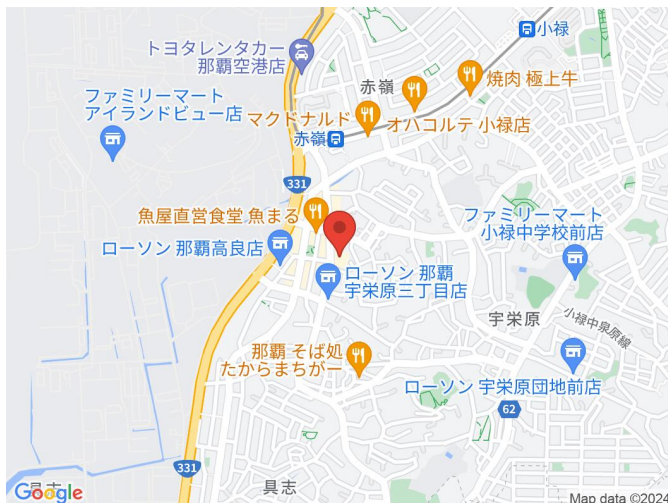 小禄
トヨタレンタカー
那覇空港店
赤嶺
焼肉 極上牛
ファミリーマート
アイランドビュー店
マクドナルド
オハコルテ 小禄店
赤嶺
331
魚屋直営食堂 魚まる
ファミリーマート
小禄中学校前店
ローソン 那覇高良店
ローソン 那覇
宇栄原三丁目店
宇栄原
小禄中泉原線
那覇 そば処
たからまちがー
ローソン 宇栄原団地前店
62
331
具志
Google
Map data ©2024